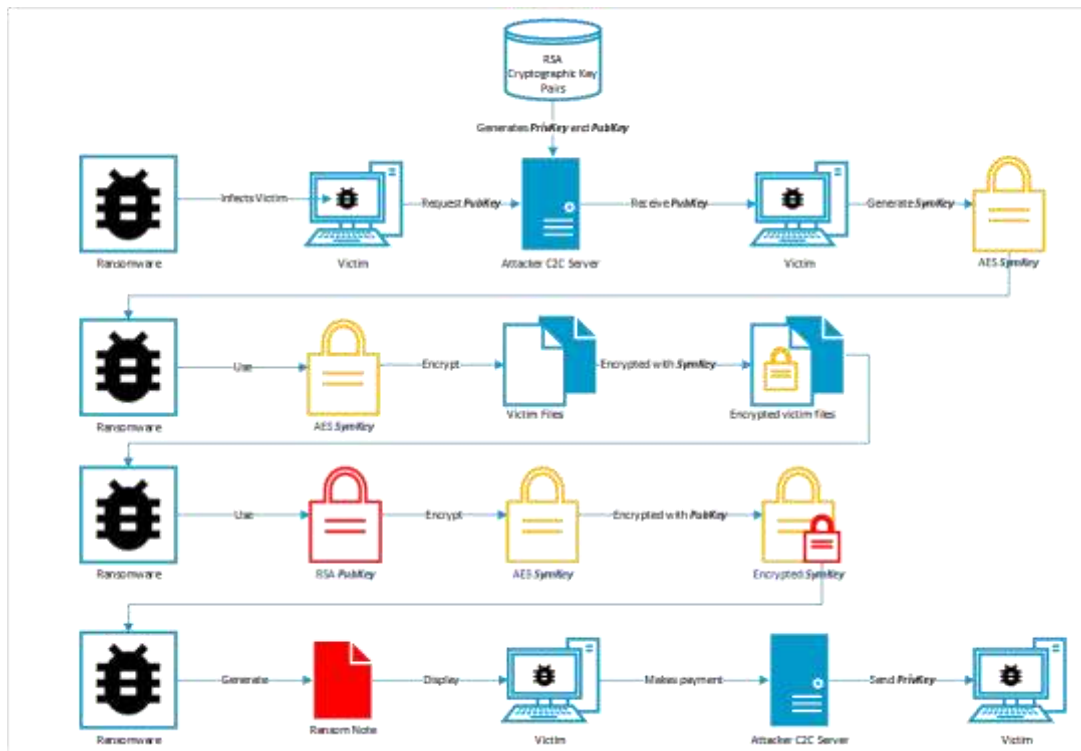 RSA
Cryptographic Key
Pairs
Generates PrivKey and PubKey
Infects Victim
Request PubKey
Receive PubKey
Generate SymKey
Ransomware
Victim
Attacker C2C Server
Victim
AES SymKey
Use
Encrypt
Encrypted with SymKey
Ransomware
AES SymKey
Victim Files
Encrypted victim files
Use
Encrypt
Encrypted with PubKey
Ransomware
RSA PubKey
AES SymKey
Encrypted SymKey
Generate
Display
Makes payment
Send PrivKey
Ransomware
Ransom Note
Victim
Attacker C2C Server
Victim